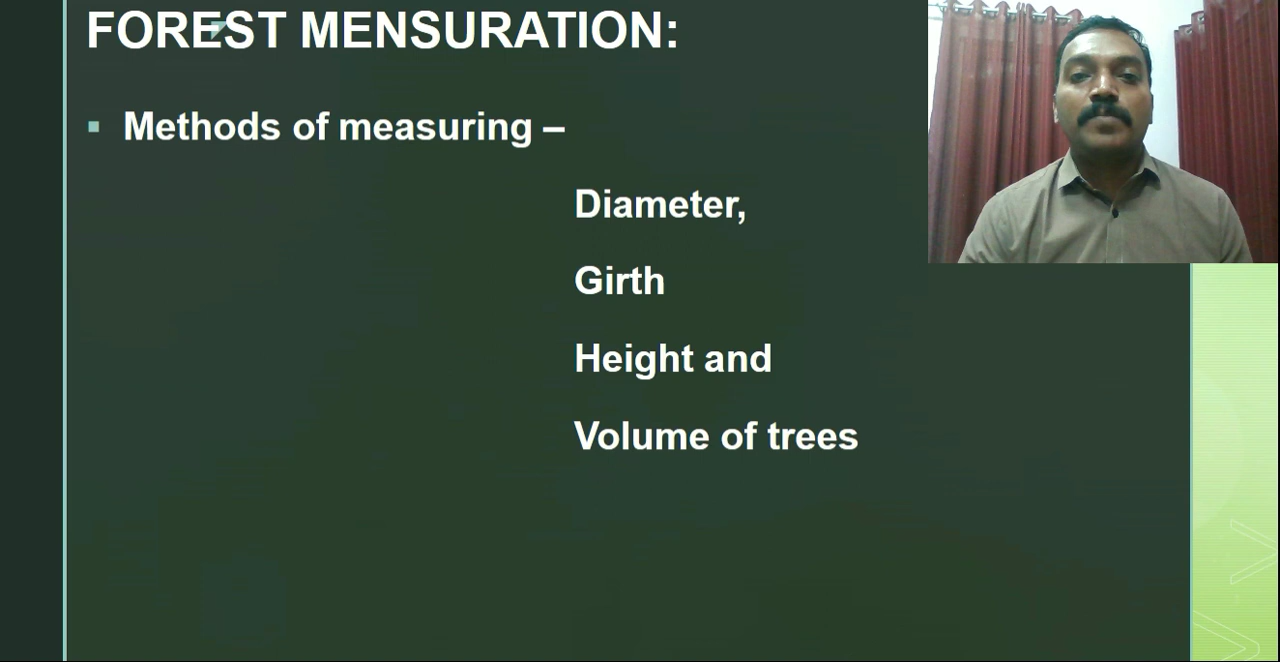 FOREST MENSURATION:
▪ Methods of measuring –
Diameter,
Girth
Height and
Volume of trees